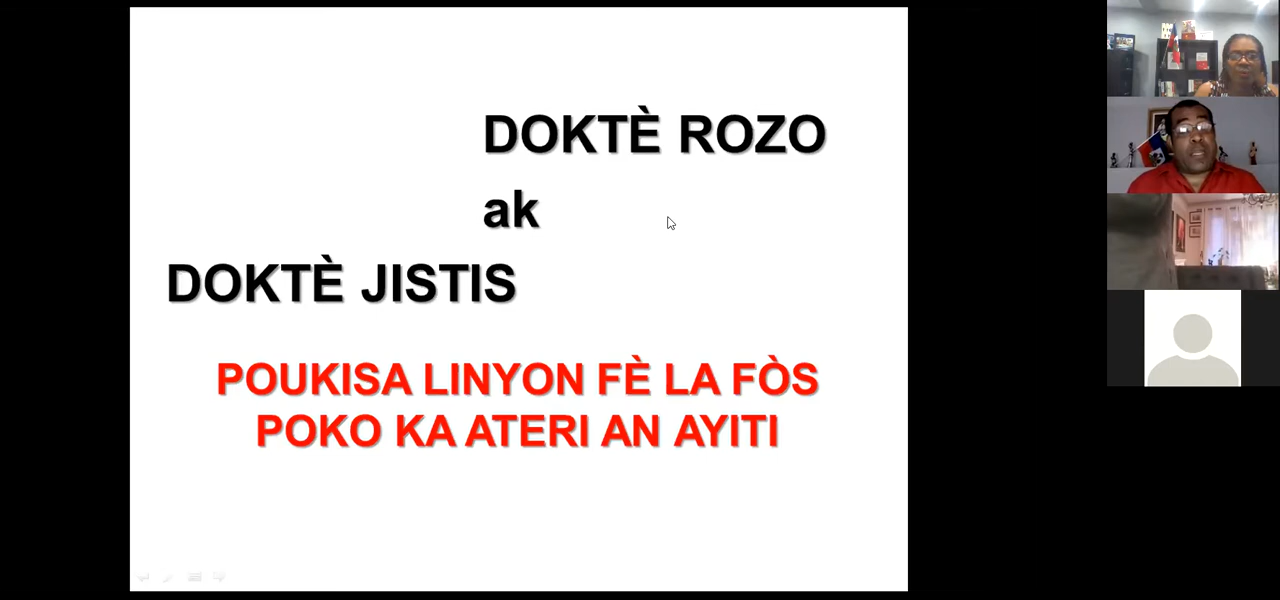 DOKTÈ ROZO
ak
DOKTÈ JISTIS
POUKISA LINYON FÈ LA FÒS
POKO KA ATERI AN AYITI